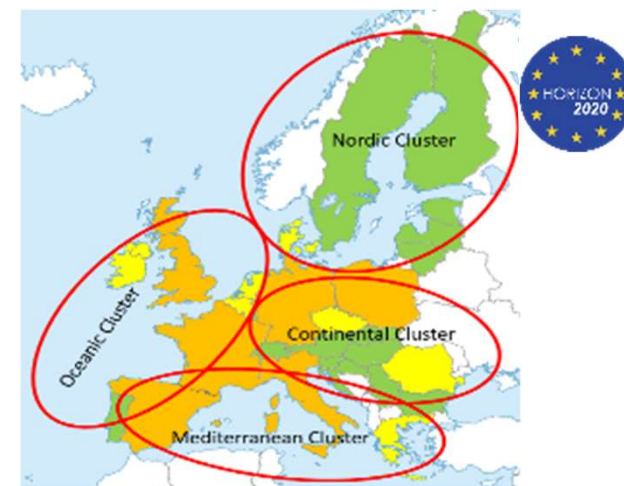 Nordic Cluster
HORIZON
2020
Oceanic Cluster
Continental Cluster
Mediterranean Cluster